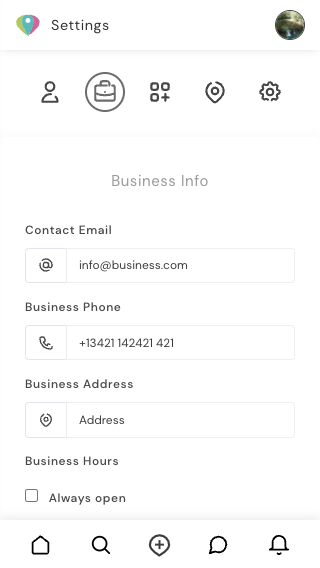 Settings
Business Info
Contact Email
info@business.com
Business Phone
+13421 142421 421
Business Address
Address
Business Hours
Always open